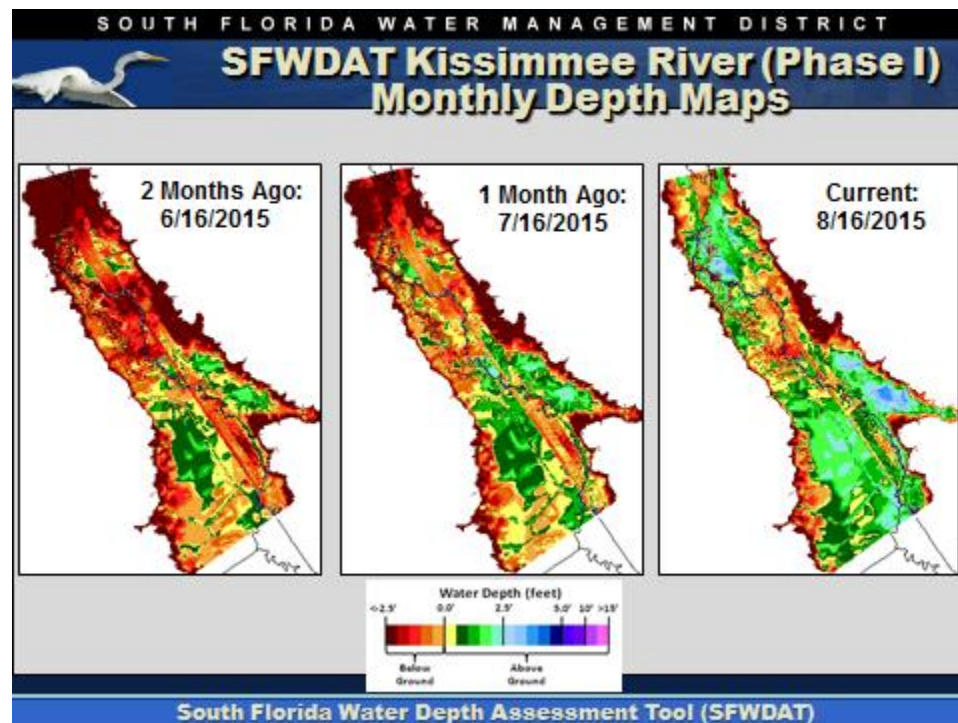 SOUTH FLORIDA WATER MANAGEMENT DISTRICT
SFWDAT Kissimmee River (Phase I)
Monthly Depth Maps
2 Months Ago:
6/16/2015
1 Month Ago:
7/16/2015
Current:
8/16/2015
Water Depth (feet)
<-2.5' 0.0' 2.5' 5.0' 10' >15'
Below
Ground
Above
Ground
South Florida Water Depth Assessment Tool (SFWDAT)